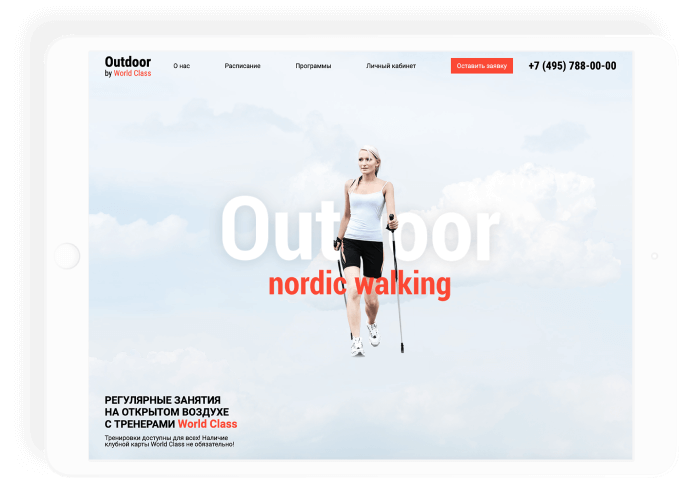 Outdoor
by World Class
О нас
Расписание
Программы
Личный кабинет
Оставить заявку
+7 (495) 788-00-00
Outdoor
nordic walking
РЕГУЛЯРНЫЕ ЗАНЯТИЯ
НА ОТКРЫТОМ ВОЗДУХЕ
С ТРЕНЕРАМИ World Class
Тренировки доступны для всех! Наличие
клубной карты World Class не обязательно!